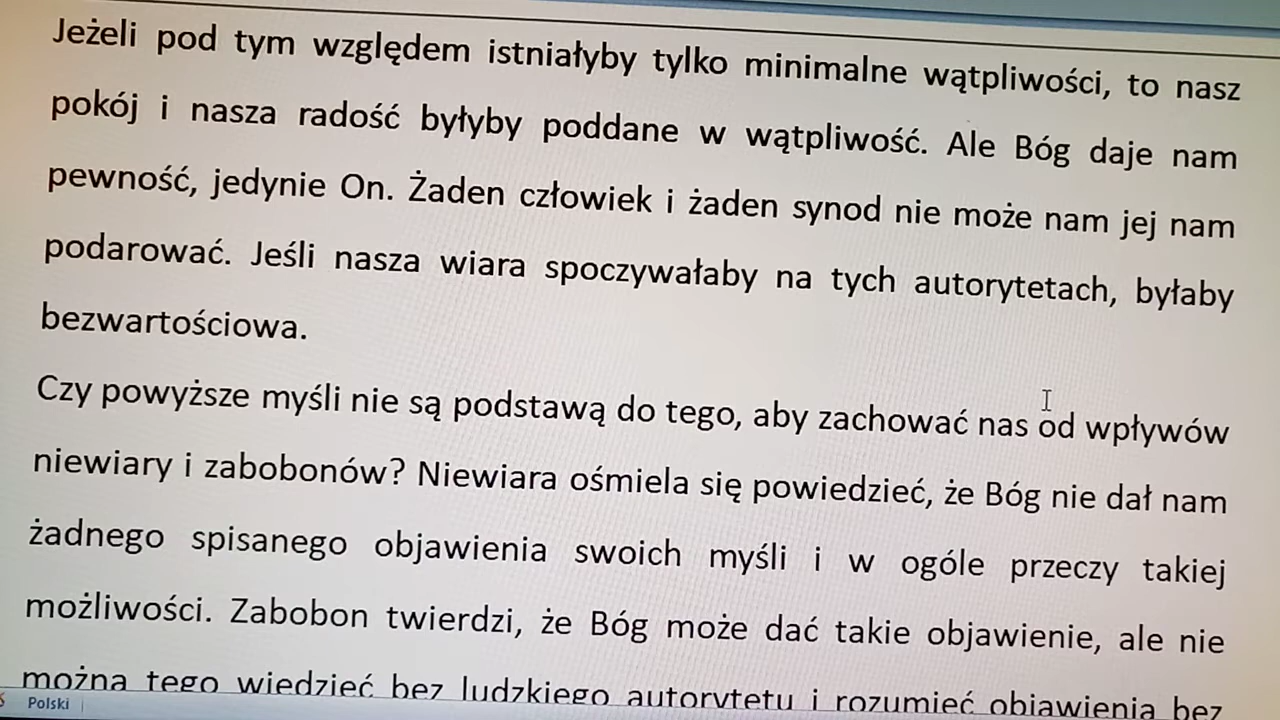 Jeżeli pod tym względem istniałyby tylko minimalne wątpliwości, to nasz
pokój i nasza radość byłyby poddane w wątpliwość. Ale Bóg daje nam
pewność, jedynie On. Żaden człowiek i żaden synod nie może nam jej nam
podarować. Jeśli nasza wiara spoczywałaby na tych autorytetach, byłaby
bezwartościowa.
Czy powyższe myśli nie są podstawą do tego, aby zachować nas od wpływów
niewiary i zabobonów? Niewiara ośmiela się powiedzieć, że Bóg nie dał nam
żadnego spisanego objawienia swoich myśli i w ogóle przeczy takiej
możliwości. Zabobon twierdzi, że Bóg może dać takie objawienie, ale nie
można tego wiedzieć bez ludzkiego autorytetu i rozumieć objawienia bez
Polski